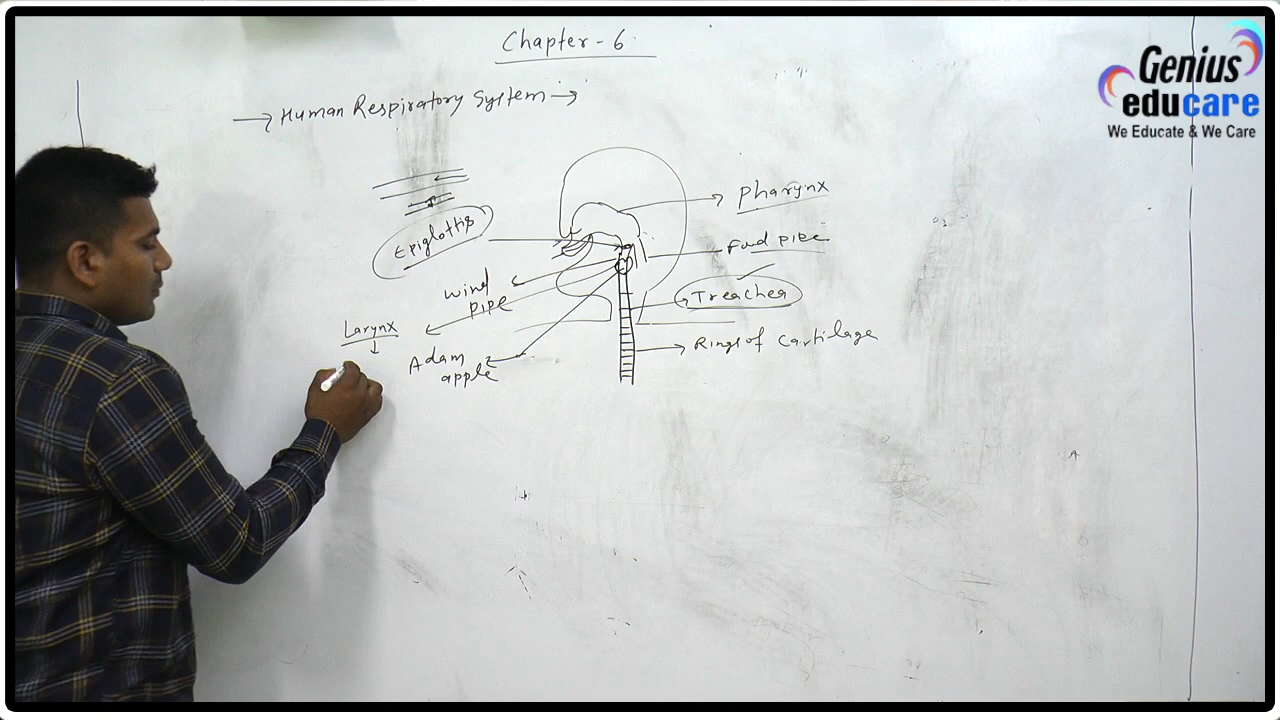 Chapter - 6
Genius
educare
We Educate & We Care
→ Human Respiratory System →
Pharynx
Epiglottis
Food pipe
wind
pipe
Treachea
Larynx
Adam
apple
Rings of Cartilage